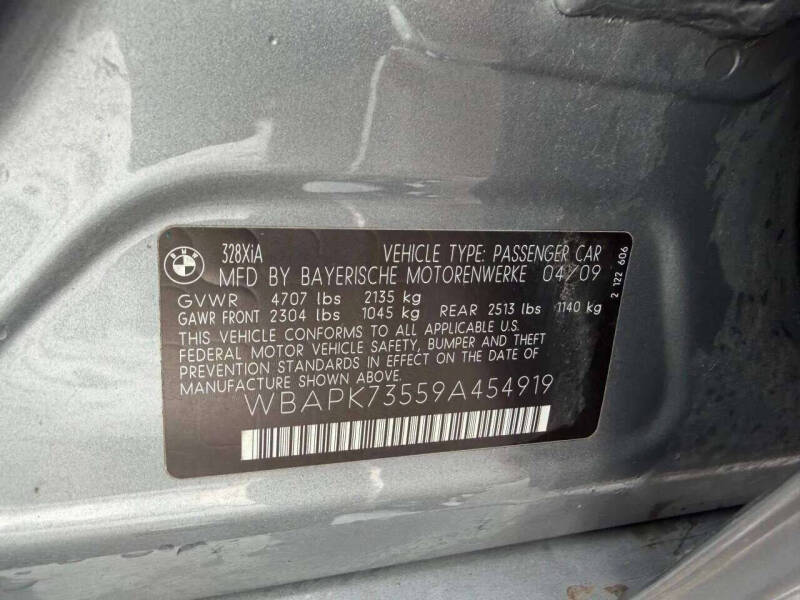 BMW
328XiA VEHICLE TYPE: PASSENGER CAR
MFD BY BAYERISCHE MOTORENWERKE 04/09
GVWR 4707 lbs 2135 kg
GAWR FRONT 2304 lbs 1045 kg REAR 2513 lbs 1140 kg
THIS VEHICLE CONFORMS TO ALL APPLICABLE U.S.
FEDERAL MOTOR VEHICLE SAFETY, BUMPER AND THEFT
PREVENTION STANDARDS IN EFFECT ON THE DATE OF
MANUFACTURE SHOWN ABOVE.
WBAPK73559A454919
2 122 606